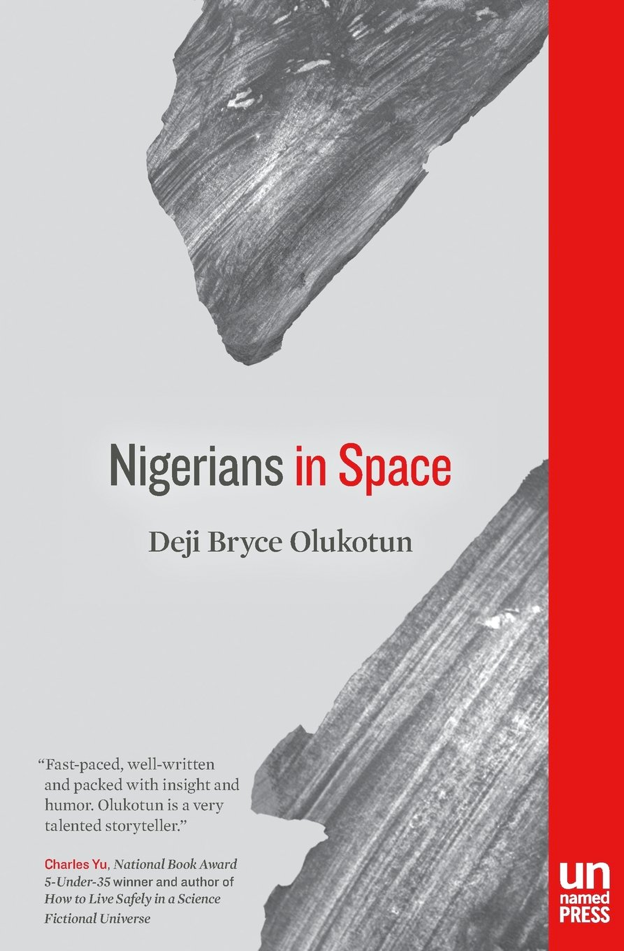 Nigerians in Space
Deji Bryce Olukotun
“Fast-paced, well-written
and packed with insight and
humor. Olukotun is a very
talented storyteller.”
Charles Yu, National Book Award
5-Under-35 winner and author of
How to Live Safely in a Science
Fictional Universe
un
named
PRESS